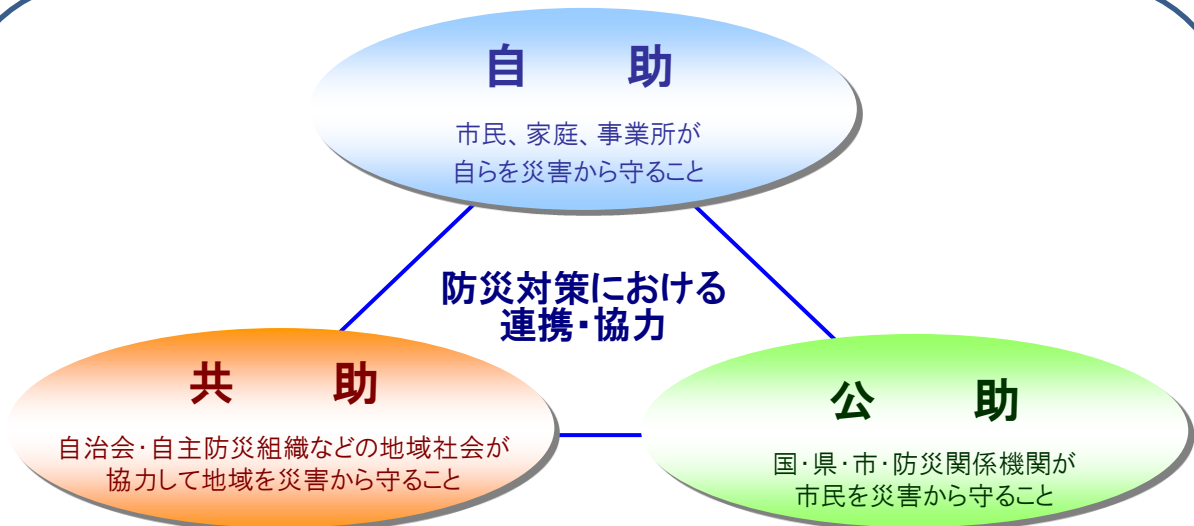 自　助
市民、家庭、事業所が
自らを災害から守ること
防災対策における
連携・協力
共　助
自治会・自主防災組織などの地域社会が
協力して地域を災害から守ること
公　助
国・県・市・防災関係機関が
市民を災害から守ること